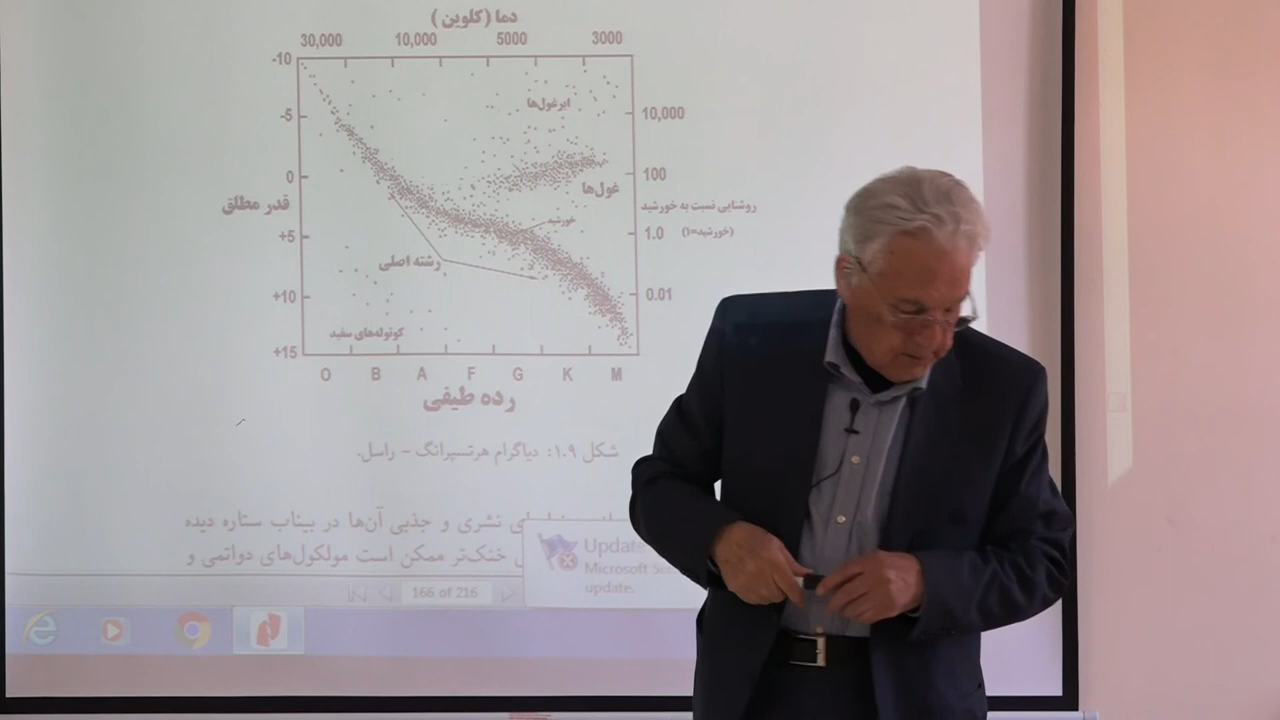 دما (کلوین)
30,000 10,000 5000 3000
-10
ابرغول‌ها
-5
10,000
0
100
غول‌ها
قدر مطلق
روشنایی نسبت به خورشید
خورشید
+5
1.0
(خورشید=۱)
رشته اصلی
+10
0.01
کوتوله‌های سفید
+15
O B A F G K M
رده طیفی
شکل ۱.۹: دیاگرام هرتسپرانگ - راسل.
نشری و جذبی آن‌ها در بیناب ستاره دیده
خنک‌تر ممکن است مولکول‌های دواتمی و
Update
Microsoft
update.
166 of 216